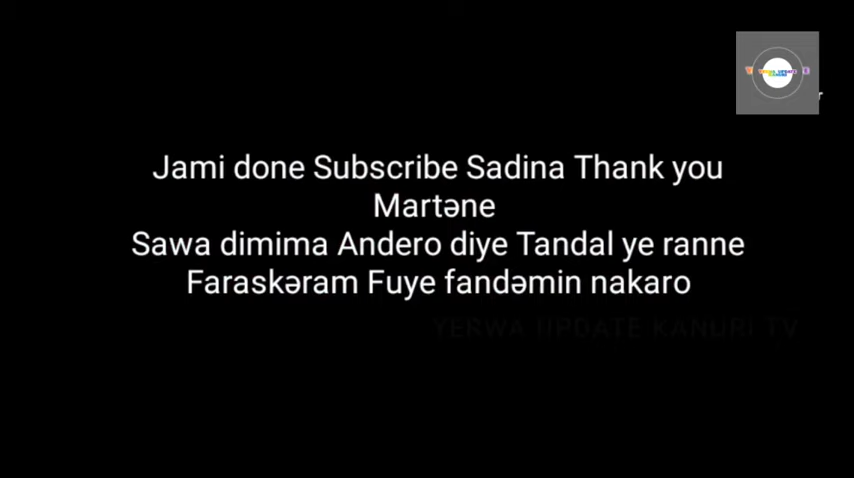 Jami done Subscribe Sadina Thank you
Martəne
Sawa dimima Andero diye Tandal ye ranne
Faraskəram Fuye fandəmin nakaro
YERWA UPDATE KANURI TV